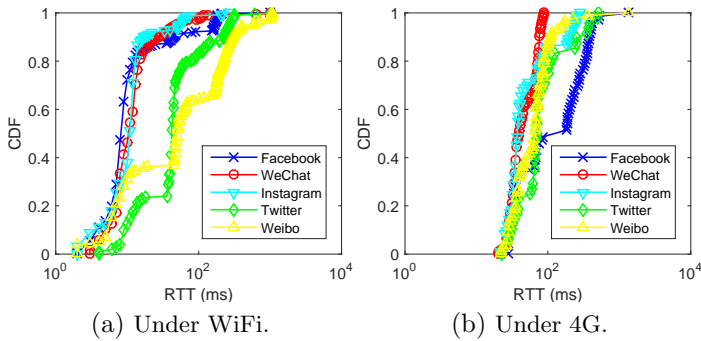 1
0.8
0.6
0.4
0.2
0
CDF
10^0
10^2
10^4
RTT (ms)
Facebook
WeChat
Instagram
Twitter
Weibo
(a) Under WiFi.
1
0.8
0.6
0.4
0.2
0
CDF
10^0
10^2
10^4
RTT (ms)
Facebook
WeChat
Instagram
Twitter
Weibo
(b) Under 4G.